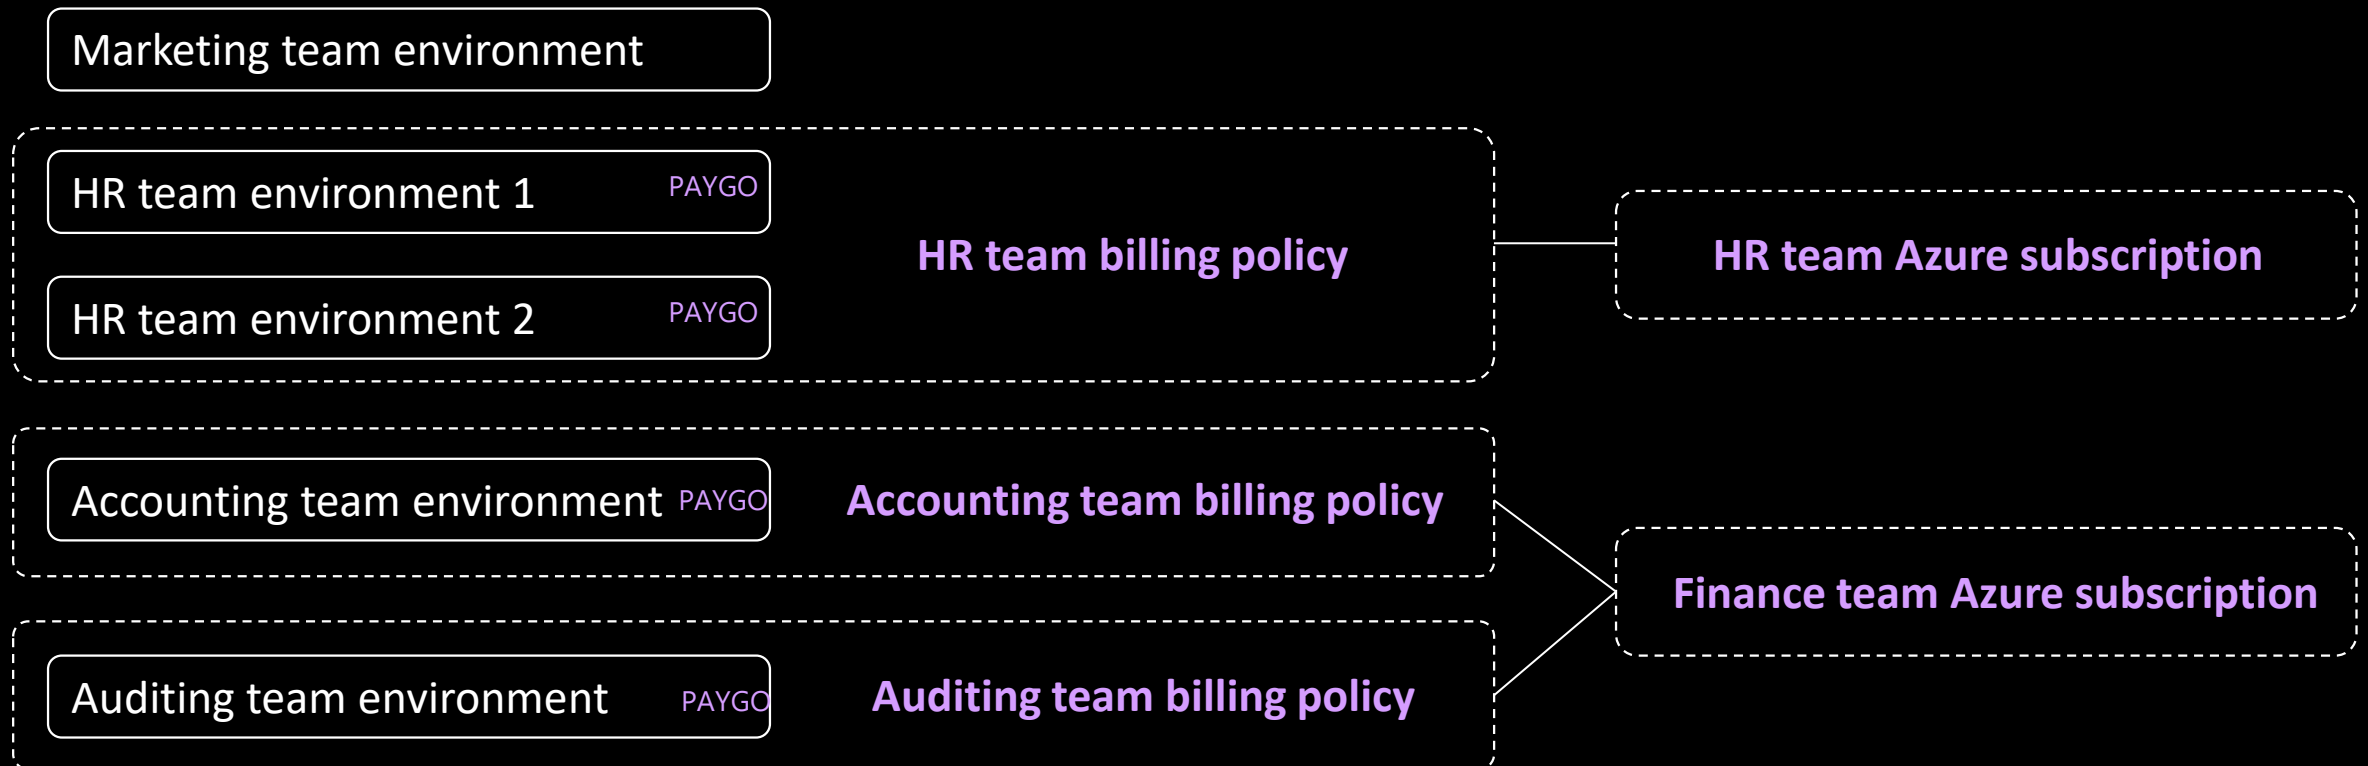 Marketing team environment
HR team environment 1 PAYGO
HR team billing policy
HR team Azure subscription
HR team environment 2 PAYGO
Accounting team environment PAYGO
Accounting team billing policy
Finance team Azure subscription
Auditing team environment PAYGO
Auditing team billing policy